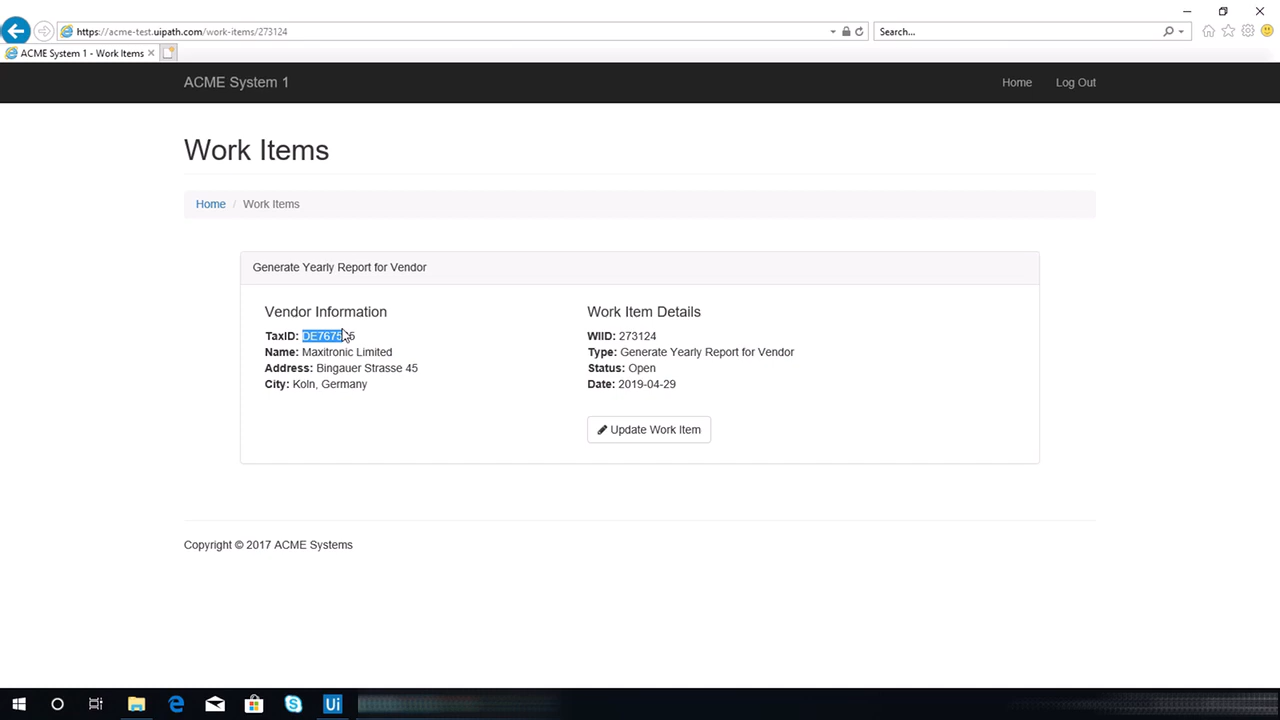 https://acme-test.uipath.com/work-items/273124
Search...
ACME System 1 - Work Items
ACME System 1
Home
Log Out
Work Items
Home / Work Items
Generate Yearly Report for Vendor
Vendor Information
TaxID:
Name: Maxitronic Limited
Address: Bingauer Strasse 45
City: Koln, Germany
Work Item Details
WIID: 273124
Type: Generate Yearly Report for Vendor
Status: Open
Date: 2019-04-29
Update Work Item
Copyright © 2017 ACME Systems
Ui